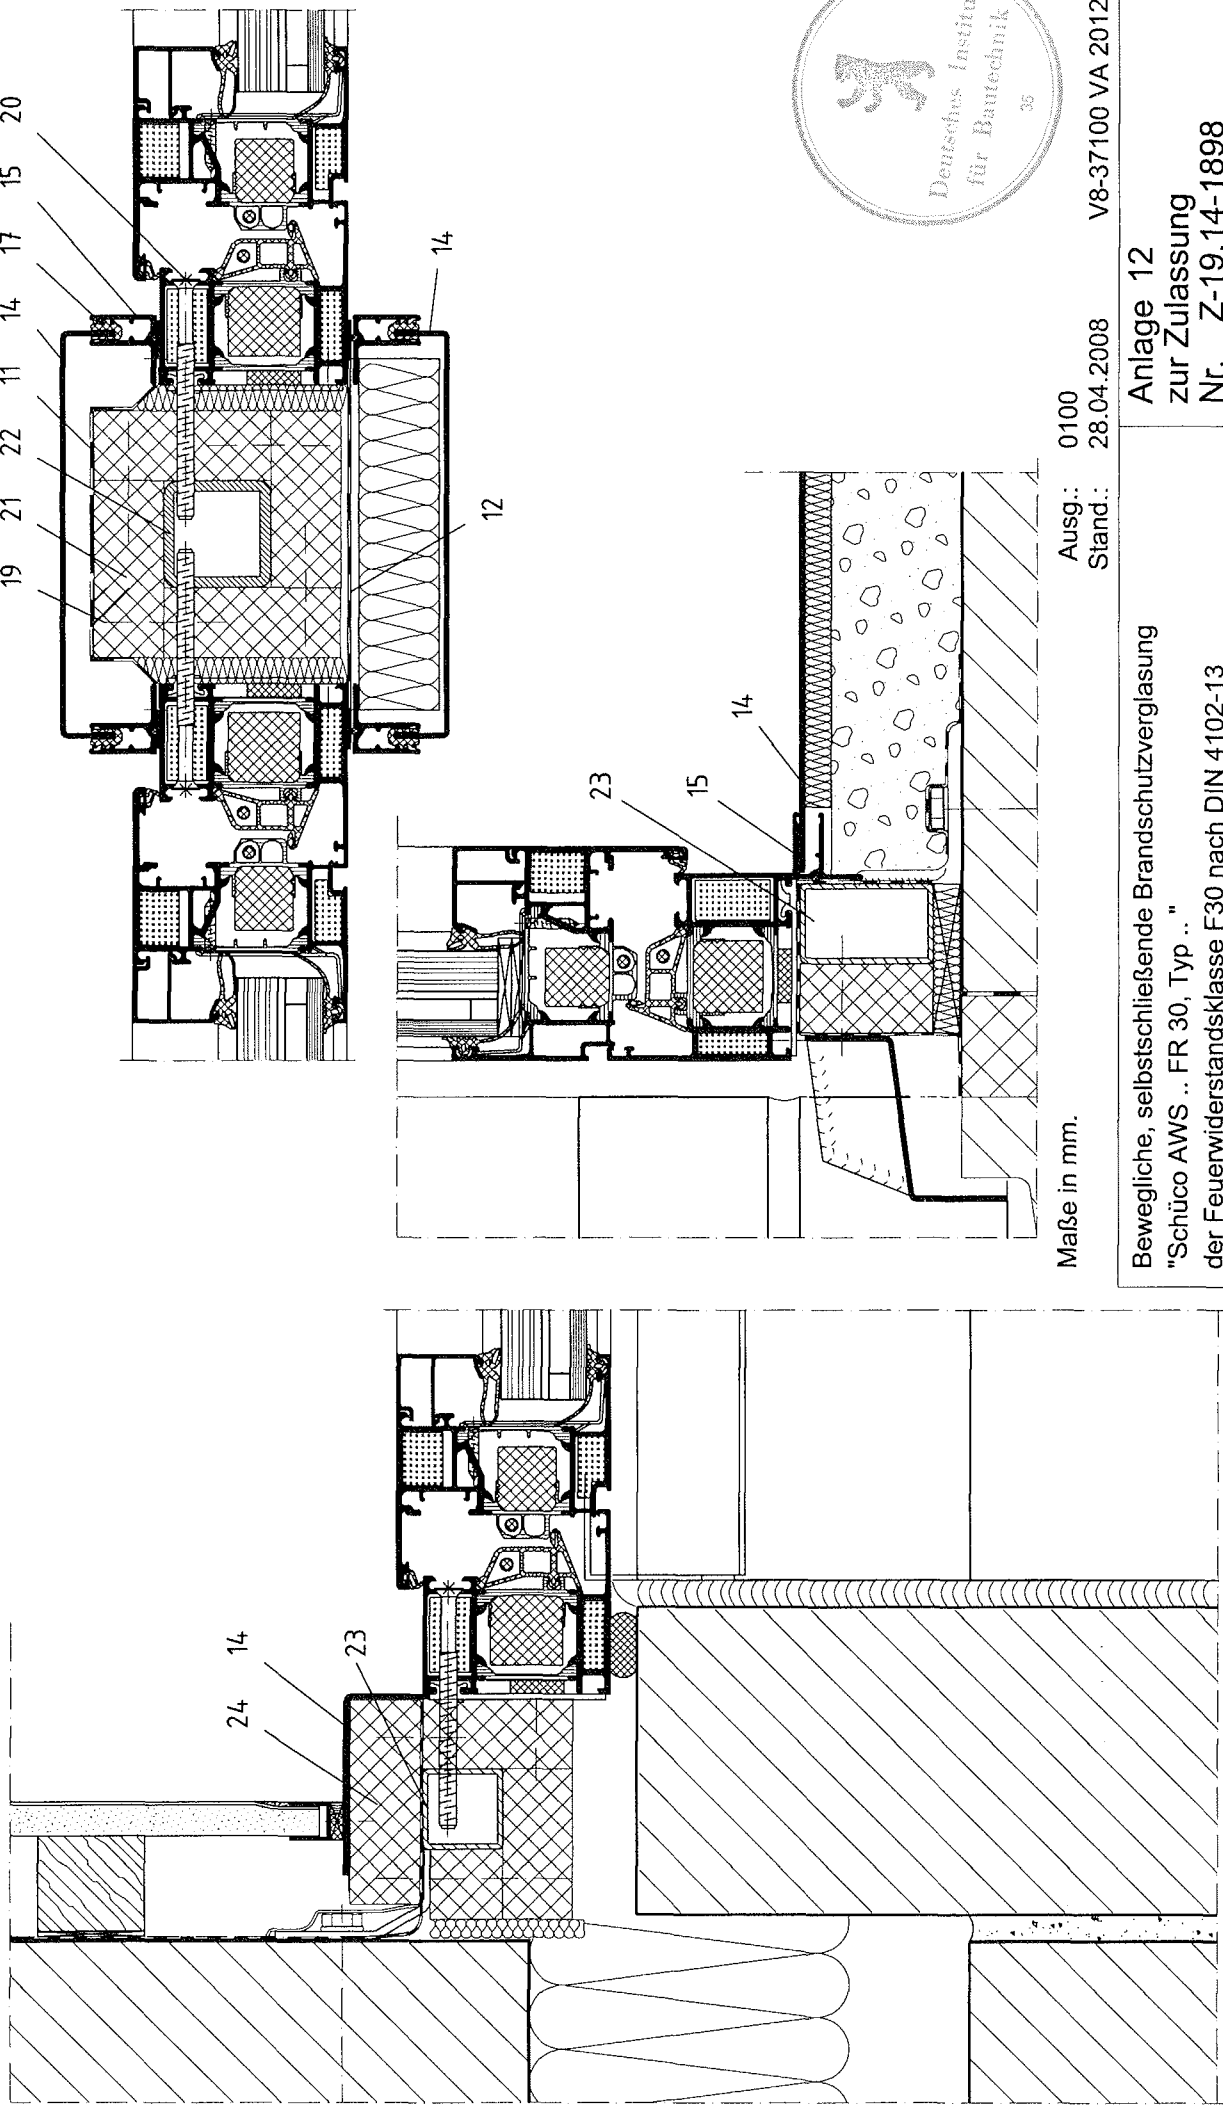 19
21
22
11
14
17
15
20
14
12
23
15
14
24
14
23
Deutsches Institu
für Bautechnik
35
Maße in mm.
Ausg.: 0100
Stand.: 28.04.2008
V8-37100 VA 2012
Bewegliche, selbstschließende Brandschutzverglasung
"Schüco AWS .. FR 30, Typ .. "
der Feuerwiderstandsklasse F30 nach DIN 4102-13
Anlage 12
zur Zulassung
Nr. Z-19.14-1898